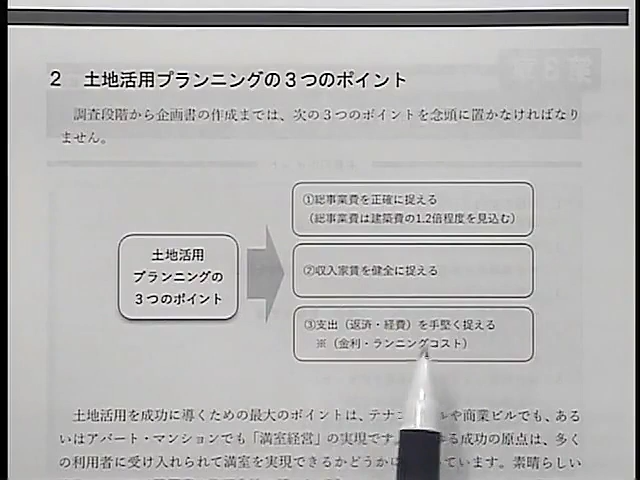 2 土地活用プランニングの3つのポイント
調査段階から企画書の作成までは、次の3つのポイントを念頭に置かなければなり
ません。
①総事業費を正確に捉える
（総事業費は建築費の1.2倍程度を見込む）
土地活用
プランニングの
3つのポイント
②収入家賃を健全に捉える
③支出（返済・経費）を手堅く捉える
※（金利・ランニングコスト）
土地活用を成功に導くための最大のポイントは、テナ ルや商業ビルでも、ある
いはアパート・マンションでも「満室経営」の実現です。 る成功の原点は、多く
の利用者に受け入れられて満室を実現できるかどうか ています。素晴らしい